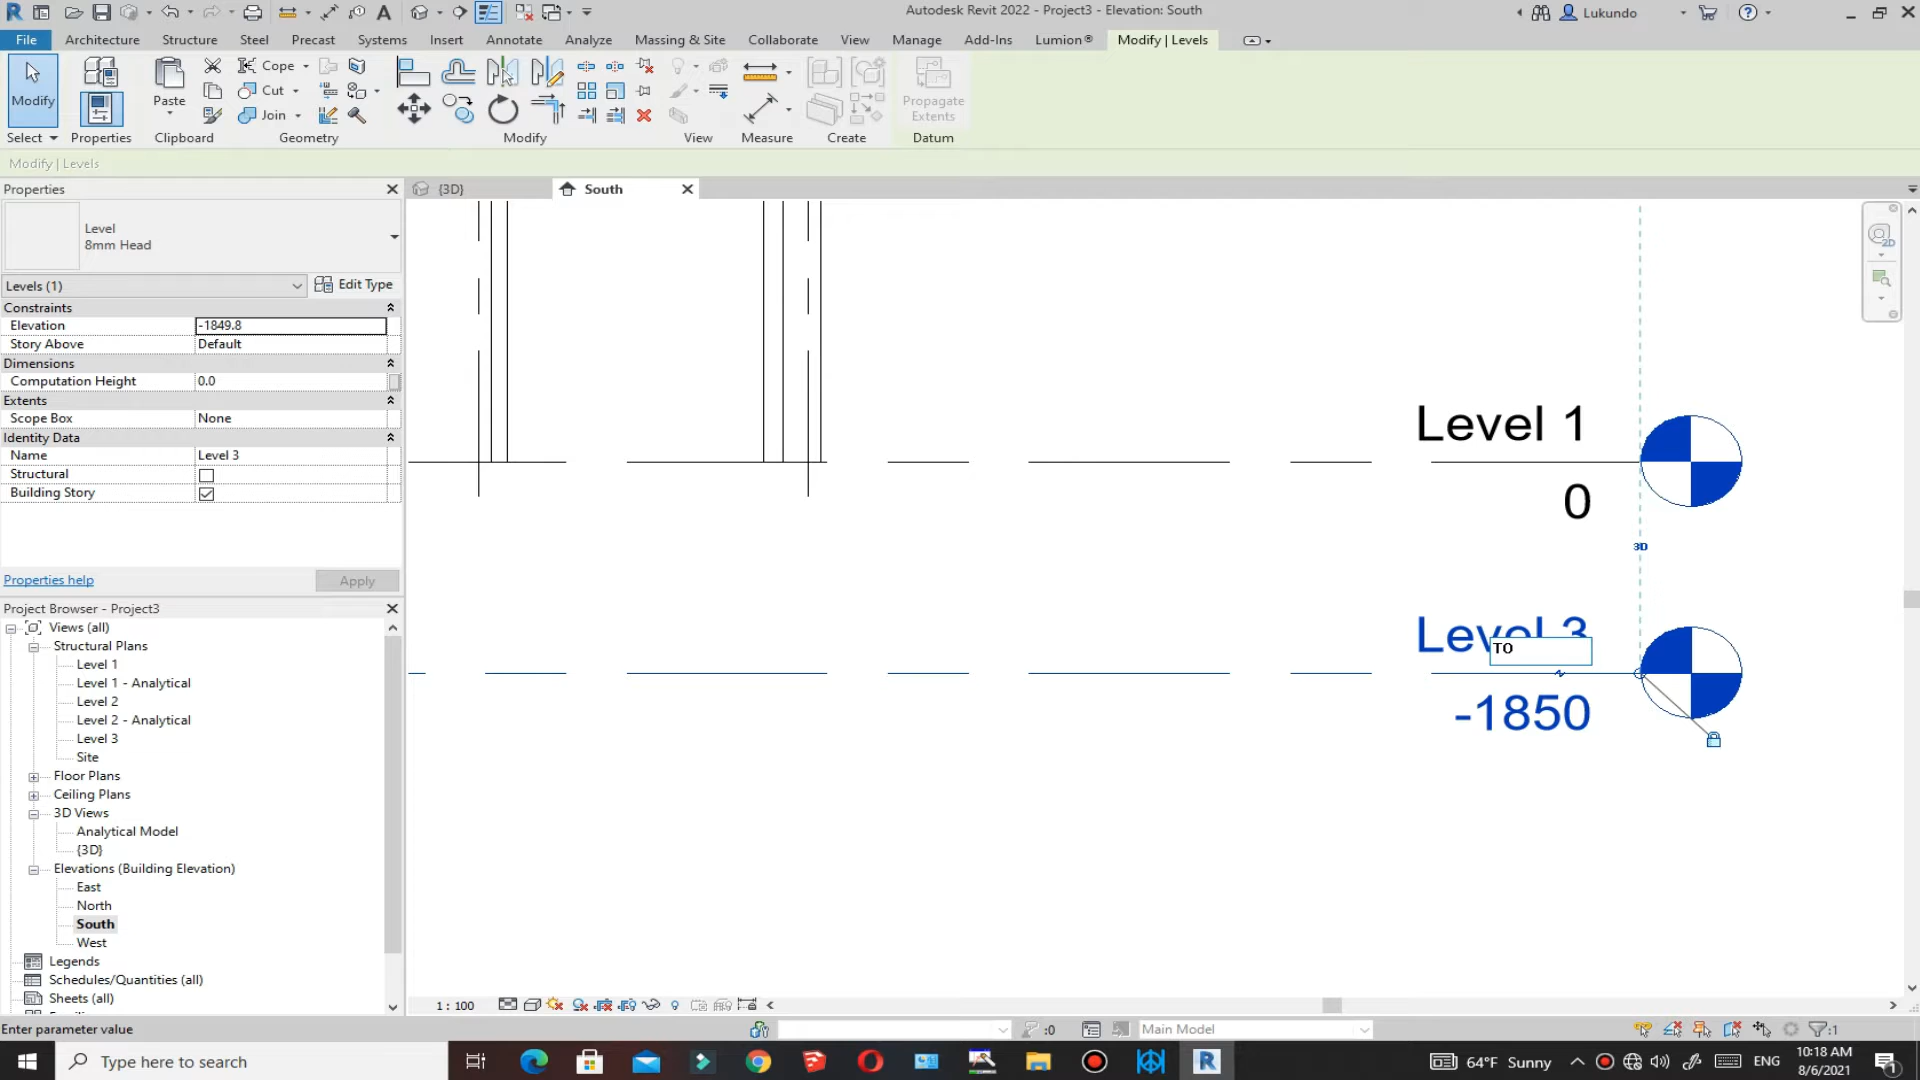 Autodesk Revit 2022 - Project3 - Elevation: South
Lukundo
File Architecture Structure Steel Precast Systems Insert Annotate Analyze Massing & Site Collaborate View Manage Add-Ins Lumion® Modify | Levels
Modify
Select
Properties
Paste
Clipboard
Cope
Cut
Join
Geometry
Modify
View
Measure
Create
Propagate
Extents
Datum
Modify | Levels
Properties
Level
8mm Head
Levels (1)
Edit Type
Constraints
Elevation -1849.8
Story Above Default
Dimensions
Computation Height 0.0
Extents
Scope Box None
Identity Data
Name Level 3
Structural
Building Story
Properties help
Apply
Project Browser - Project3
Views (all)
Structural Plans
Level 1
Level 1 - Analytical
Level 2
Level 2 - Analytical
Level 3
Site
Floor Plans
Ceiling Plans
3D Views
Analytical Model
{3D}
Elevations (Building Elevation)
East
North
South
West
Legends
Schedules/Quantities (all)
Sheets (all)
{3D}
South
2D
Level 1
0
3D
Level 3
TO
-1850
1 : 100
Enter parameter value
:0
Main Model
:1
Type here to search
64°F Sunny
ENG
10:18 AM
8/6/2021
1